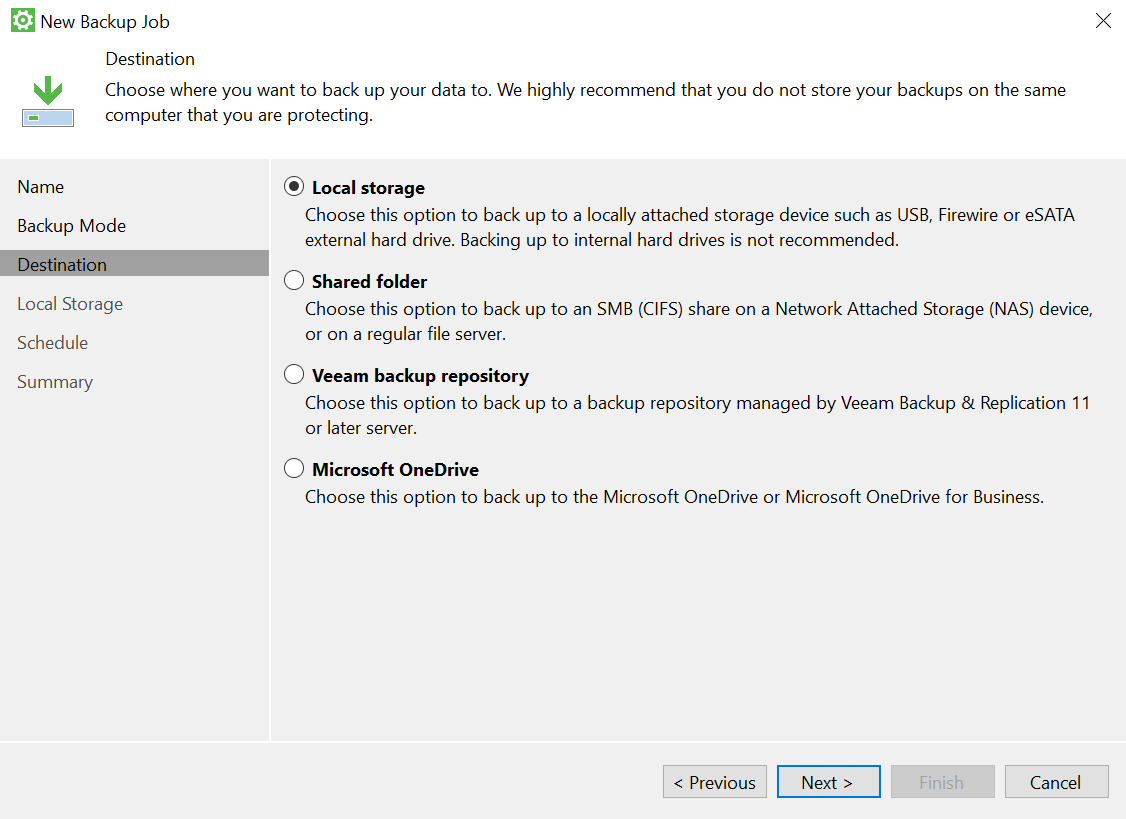 New Backup Job
Destination
Choose where you want to back up your data to. We highly recommend that you do not store your backups on the same
computer that you are protecting.
Name
Backup Mode
Destination
Local Storage
Schedule
Summary
Local storage
Choose this option to back up to a locally attached storage device such as USB, Firewire or eSATA
external hard drive. Backing up to internal hard drives is not recommended.
Shared folder
Choose this option to back up to an SMB (CIFS) share on a Network Attached Storage (NAS) device,
or on a regular file server.
Veeam backup repository
Choose this option to back up to a backup repository managed by Veeam Backup & Replication 11
or later server.
Microsoft OneDrive
Choose this option to back up to the Microsoft OneDrive or Microsoft OneDrive for Business.
< Previous
Next >
Finish
Cancel